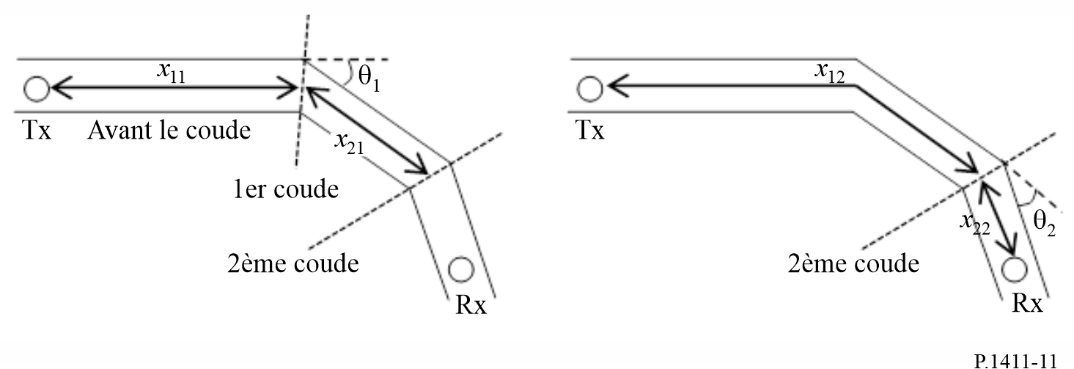 x11
θ1
Tx
Avant le coude
x21
1er coude
2ème coude
Rx
x12
Tx
x22
θ2
2ème coude
Rx
P.1411-11